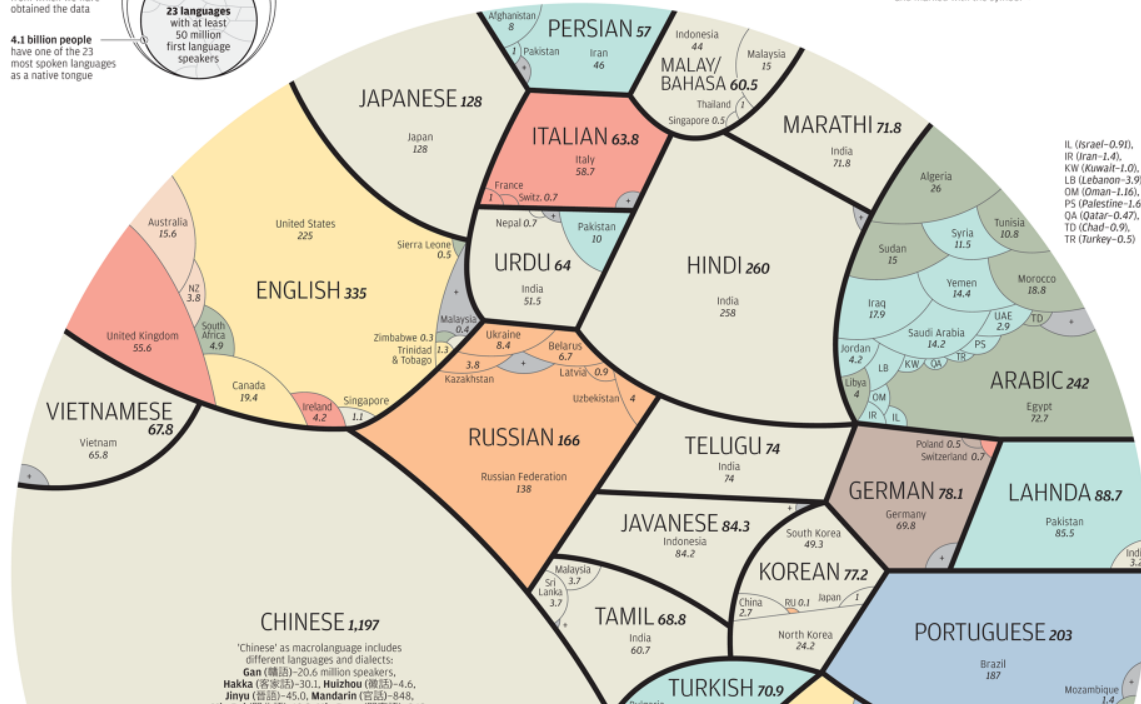 obtained the data
4.1 billion people
have one of the 23
most spoken languages
as a native tongue
23 languages
with at least
50 million
first language
speakers
Afghanistan
8
1
Pakistan
+
PERSIAN 57
Iran
46
Indonesia
44
Malaysia
15
MALAY/
BAHASA 60.5
Thailand
1
Singapore 0.5
JAPANESE 128
Japan
128
ITALIAN 63.8
Italy
58.7
France
1
Switz. 0.7
+
MARATHI 71.8
India
71.8
+
IL (Israel–0.91),
IR (Iran–1.4),
KW (Kuwait–1.0),
LB (Lebanon–3.9)
OM (Oman–1.16),
PS (Palestine–1.6
QA (Qatar–0.47),
TD (Chad–0.9),
TR (Turkey–0.5)
Australia
15.6
United States
225
NZ
3.8
ENGLISH 335
Sierra Leone
0.5
+
Malaysia
0.4
Zimbabwe 0.3
Trinidad
& Tobago
1.3
South
Africa
4.9
United Kingdom
55.6
Canada
19.4
Ireland
4.2
Singapore
1.1
Nepal 0.7
+
Pakistan
10
URDU 64
India
51.5
HINDI 260
India
258
Algeria
26
Tunisia
10.8
Syria
11.5
Sudan
15
Morocco
18.8
Yemen
14.4
Iraq
17.9
UAE
2.9
TD
+
Saudi Arabia
14.2
PS
TR
Jordan
4.2
LB
KW
QA
Libya
4
OM
IR
IL
ARABIC 242
Egypt
72.7
VIETNAMESE
67.8
Vietnam
65.8
+
Ukraine
8.4
Belarus
6.7
3.8
Kazakhstan
+
Latvia
0.9
Uzbekistan
4
RUSSIAN 166
Russian Federation
138
TELUGU 74
India
74
Poland 0.5
Switzerland 0.7
GERMAN 78.1
Germany
69.8
+
LAHNDA 88.7
Pakistan
85.5
Indi
3.2
JAVANESE 84.3
Indonesia
84.2
+
South Korea
49.3
KOREAN 77.2
China
2.7
RU 0.1
Japan
1
North Korea
24.2
Malaysia
3.7
Sri
Lanka
3.7
+
TAMIL 68.8
India
60.7
PORTUGUESE 203
Brazil
187
Mozambique
1.4
+
TURKISH 70.9
CHINESE 1,197
'Chinese' as macrolanguage includes
different languages and dialects:
Gan (贛語)–20.6 million speakers,
Hakka (客家話)–30.1, Huizhou (徽語)–4.6,
Jinyu (晉語)–45.0, Mandarin (官話)–848,